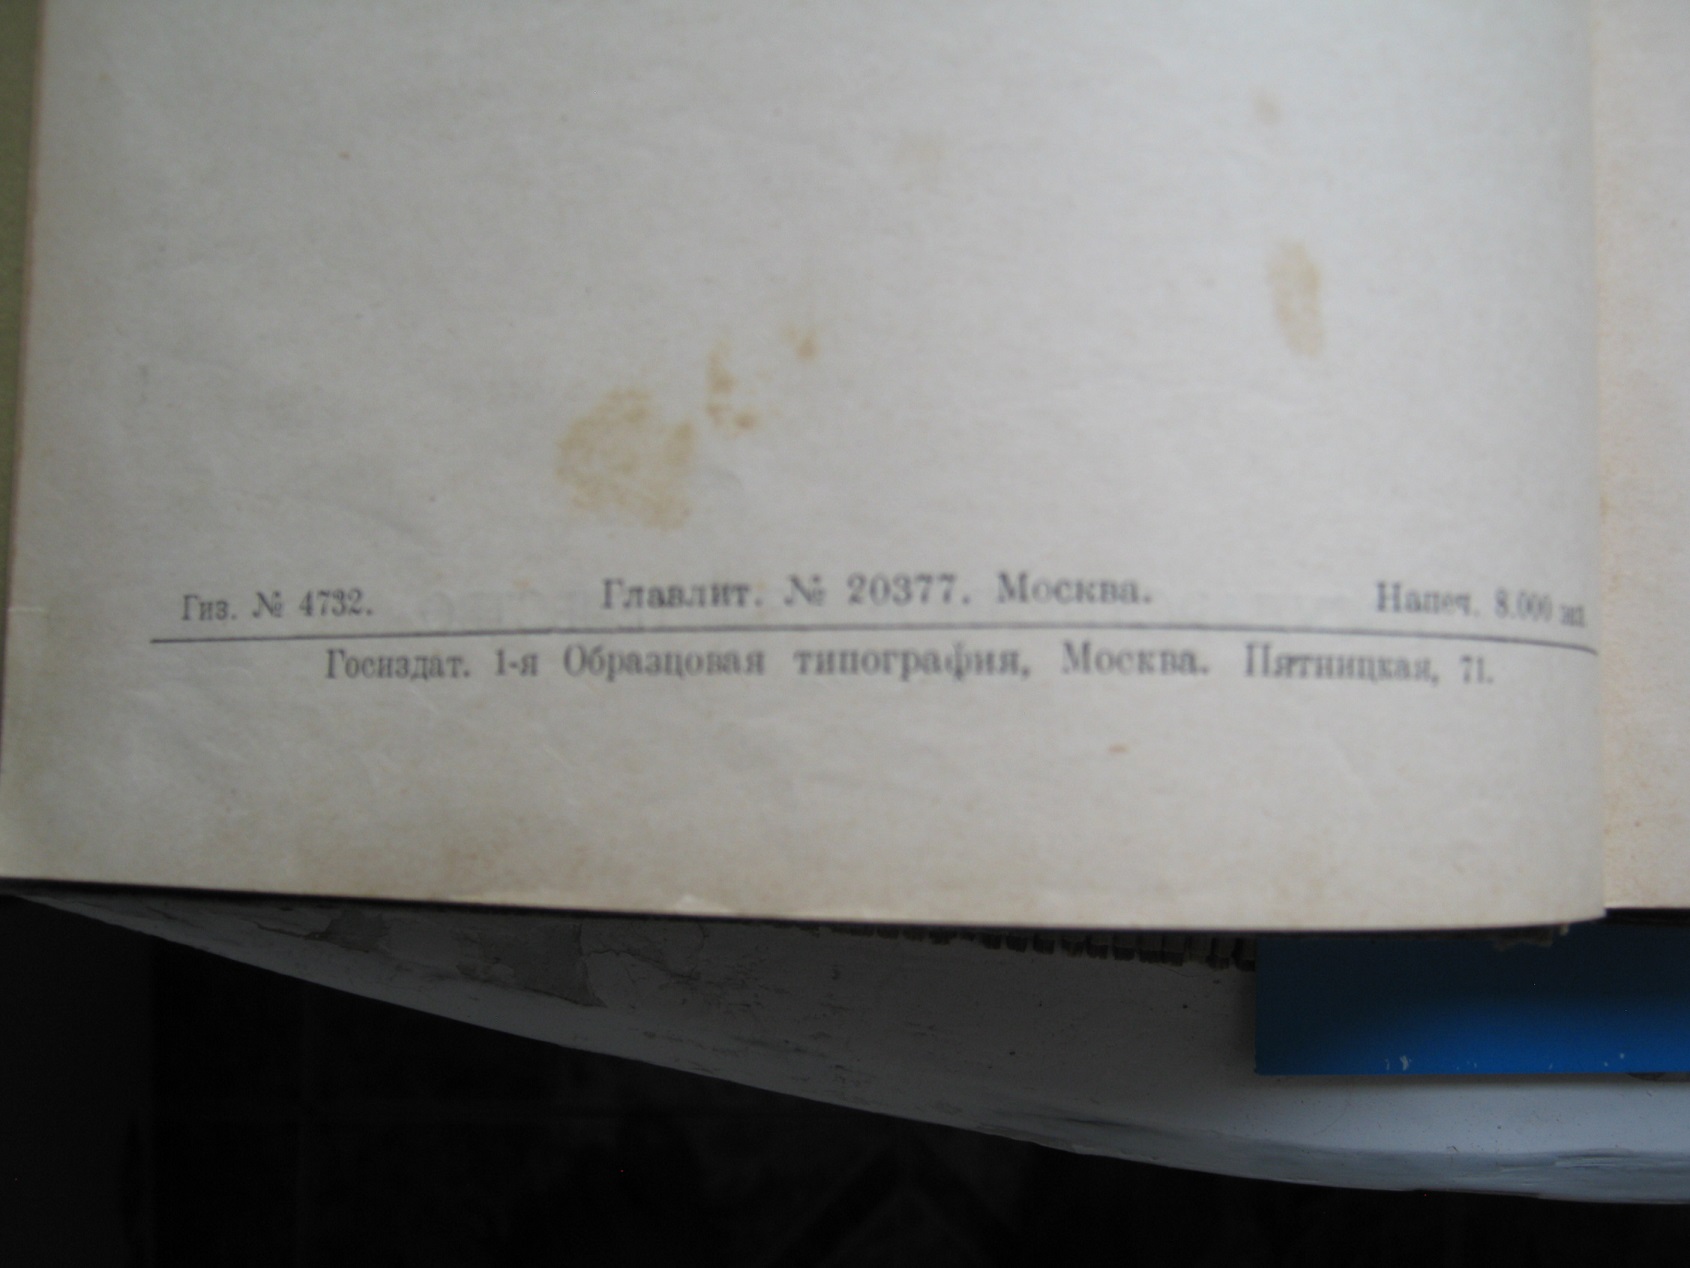 Гиз. № 4732. Главлит. № 20377. Москва. Напеч. 8.000 экз.
Госиздат. 1-я Образцовая типография, Москва. Пятницкая, 71.